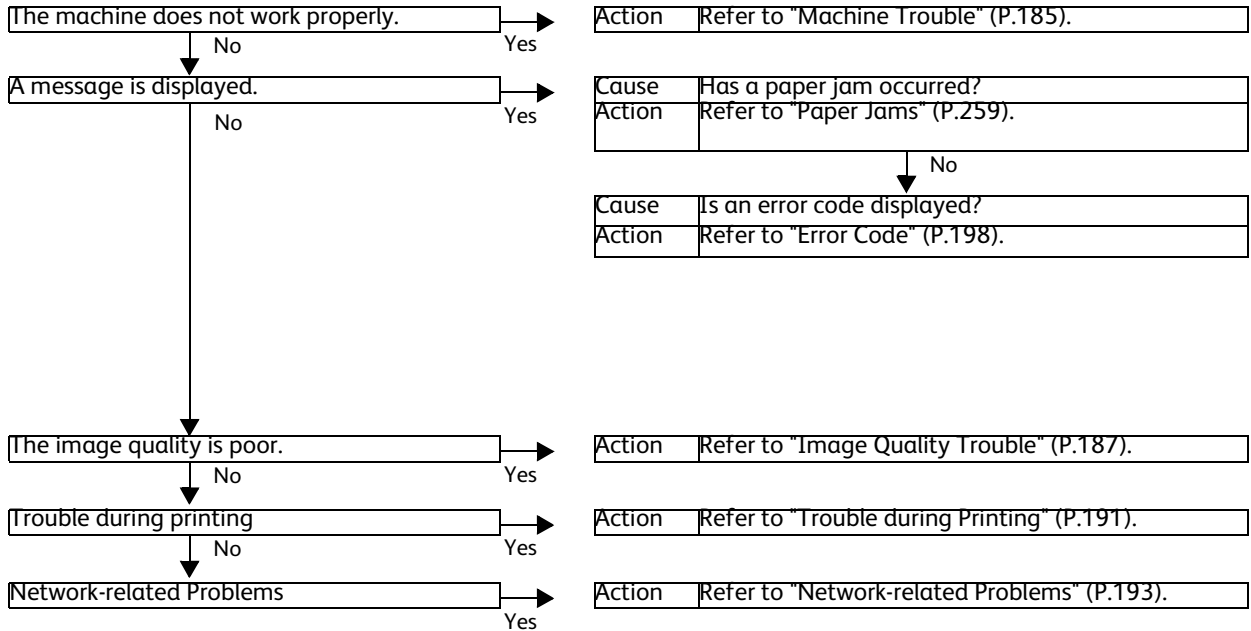 The machine does not work properly.
Action Refer to "Machine Trouble" (P.185).
Yes
No
A message is displayed.
Cause Has a paper jam occurred?
Action Refer to "Paper Jams" (P.259).
Yes
No
No
Cause Is an error code displayed?
Action Refer to "Error Code" (P.198).
The image quality is poor.
Action Refer to "Image Quality Trouble" (P.187).
Yes
No
Trouble during printing
Action Refer to "Trouble during Printing" (P.191).
Yes
No
Network-related Problems
Action Refer to "Network-related Problems" (P.193).
Yes